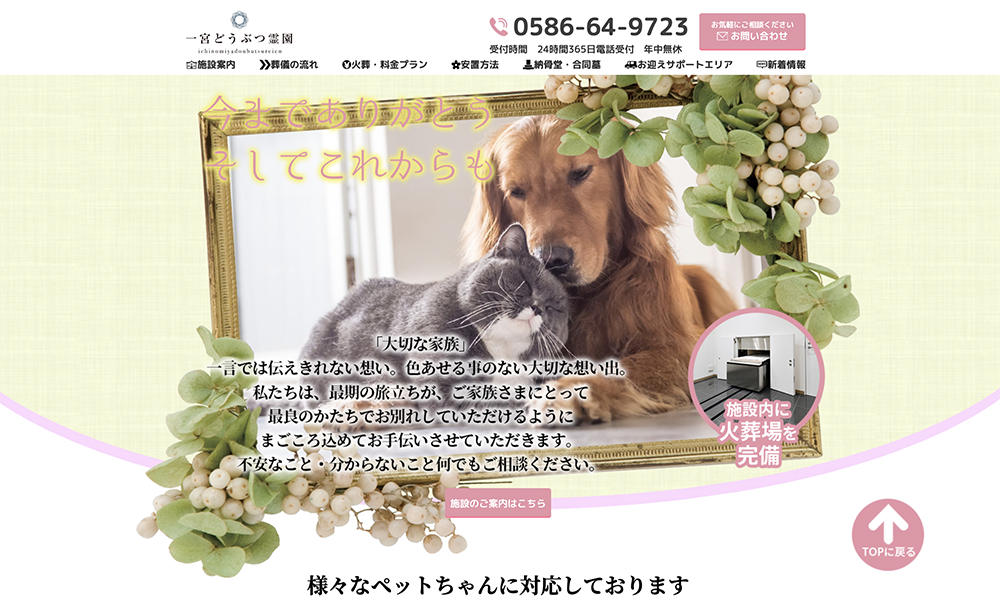 一宮どうぶつ霊園
ichinomiyadoubutsureien
0586-64-9723
受付時間 24時間365日電話受付 年中無休
お気軽にご相談ください
お問い合わせ
施設案内
葬儀の流れ
火葬・料金プラン
安置方法
納骨堂・合同墓
お迎えサポートエリア
新着情報
今までありがとう
そしてこれからも
「大切な家族」
一言では伝えきれない想い。色あせる事のない大切な想い出。
私たちは、最期の旅立ちが、ご家族さまにとって
最良のかたちでお別れしていただけるように
まごころ込めてお手伝いさせていただきます。
不安なこと・分からないこと何でもご相談ください。
施設内に
火葬場を
完備
施設のご案内はこちら
TOPに戻る
様々なペットちゃんに対応しております